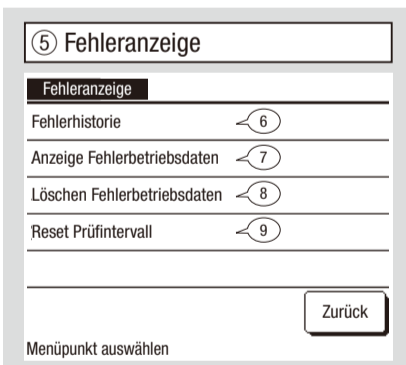 ⑤ Fehleranzeige
Fehleranzeige
Fehlerhistorie 6
Anzeige Fehlerbetriebsdaten 7
Löschen Fehlerbetriebsdaten 8
Reset Prüfintervall 9
Zurück
Menüpunkt auswählen